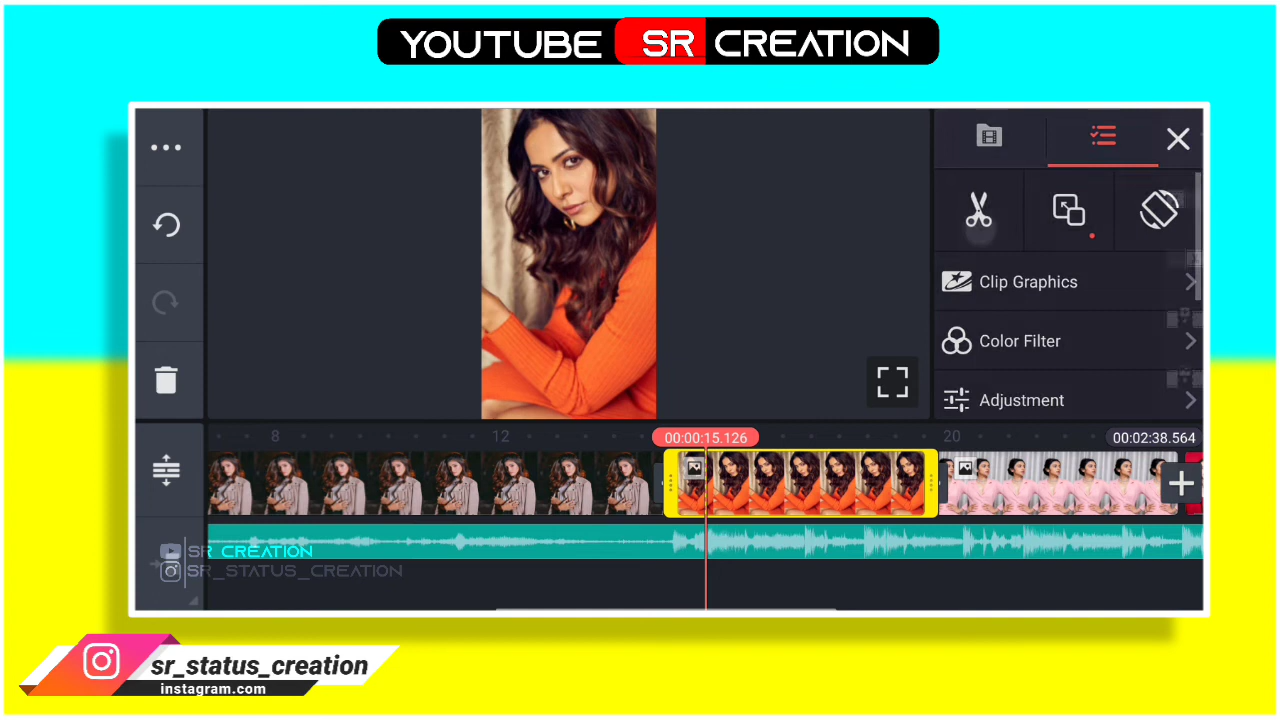 YOUTUBE SR CREATION
Clip Graphics
Color Filter
Adjustment
8
12
00:00:15.126
20
00:02:38.564
SR CREATION
SR_STATUS_CREATION
sr_status_creation
instagram.com